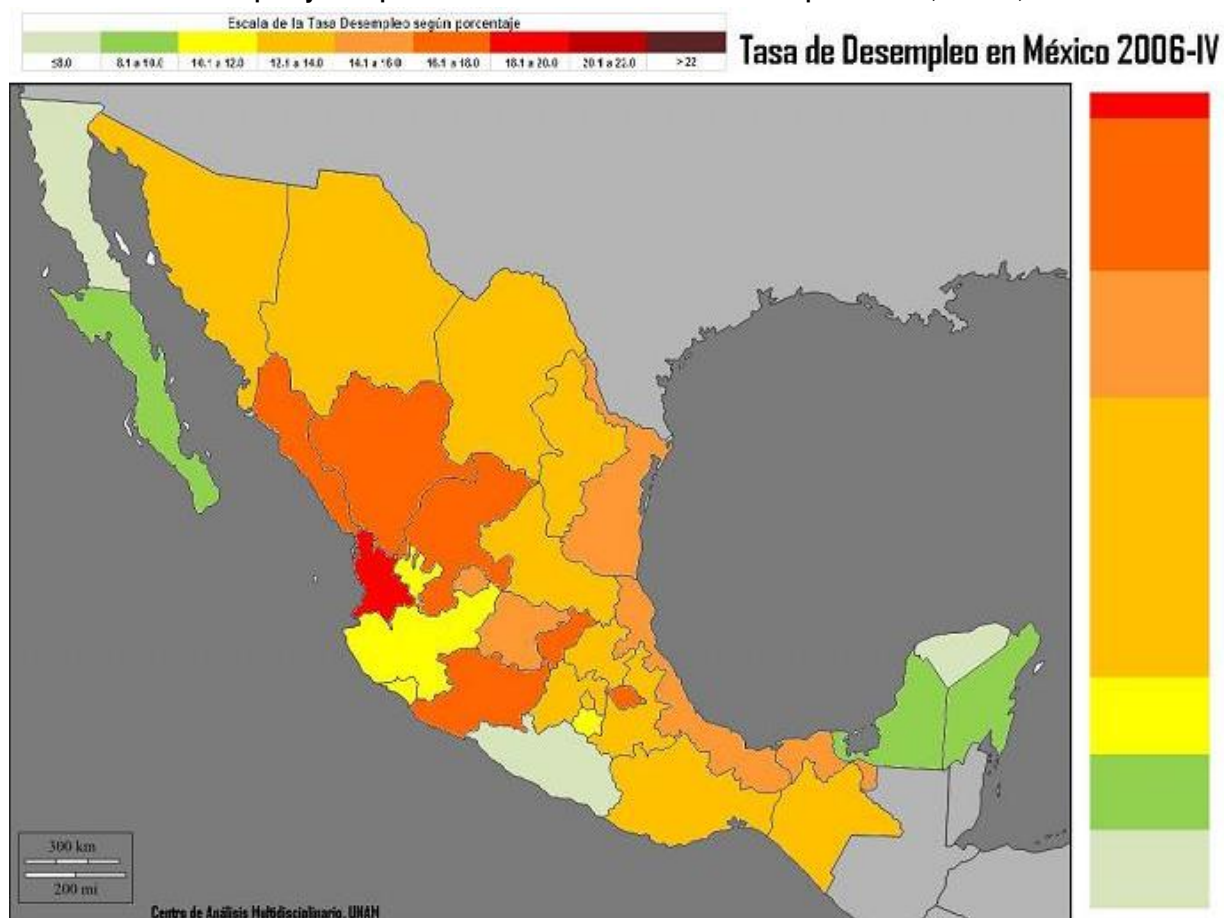 Escala de la Tasa Desempleo según porcentaje
≤8.0 8.1 a 10.0 10.1 a 12.0 12.1 a 14.0 14.1 a 16.0 16.1 a 18.0 18.1 a 20.0 20.1 a 22.0 > 22
Tasa de Desempleo en México 2006-IV
300 km
200 mi
Centro de Análisis Multidisciplinario, UNAM